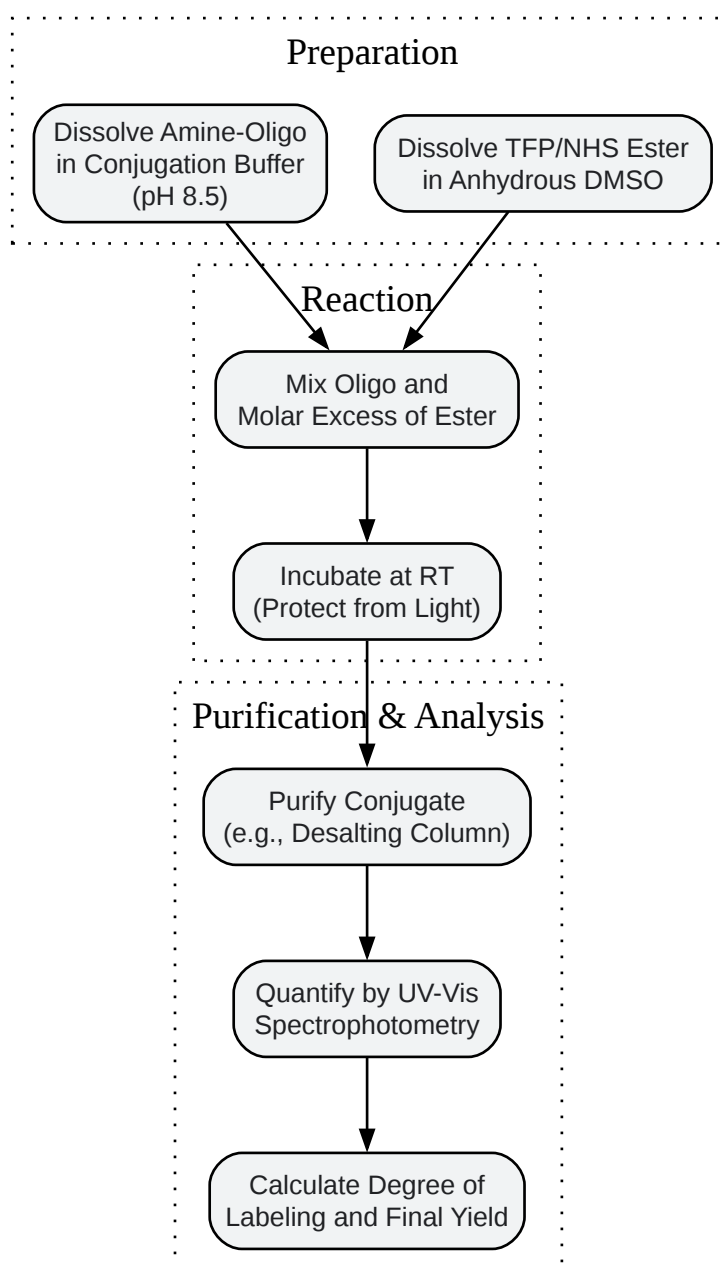 Preparation
Dissolve Amine-Oligo
in Conjugation Buffer
(pH 8.5)
Dissolve TFP/NHS Ester
in Anhydrous DMSO
Reaction
Mix Oligo and
Molar Excess of Ester
Incubate at RT
(Protect from Light)
Purification & Analysis
Purify Conjugate
(e.g., Desalting Column)
Quantify by UV-Vis
Spectrophotometry
Calculate Degree of
Labeling and Final Yield